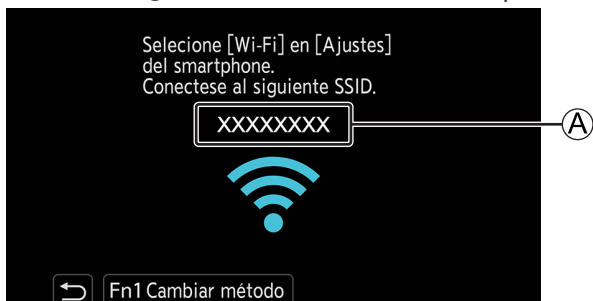 Selecione [Wi-Fi] en [Ajustes]
del smartphone.
Conectese al siguiente SSID.
XXXXXXXX
A
Fn1 Cambiar método